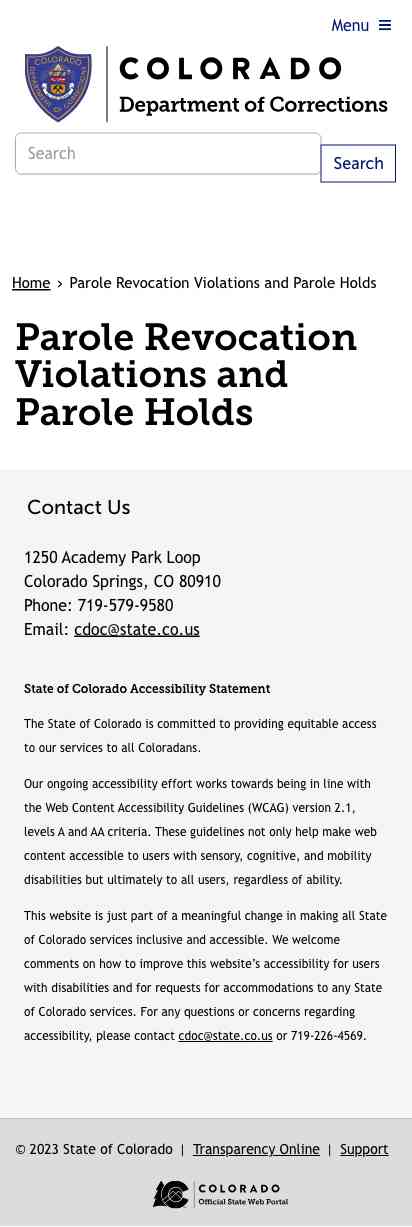 Menu
COLORADO
COLORADO
Department of Corrections
Search
Search
Home › Parole Revocation Violations and Parole Holds
Parole Revocation
Violations and
Parole Holds
Contact Us
1250 Academy Park Loop
Colorado Springs, CO 80910
Phone: 719-579-9580
Email: cdoc@state.co.us
State of Colorado Accessibility Statement
The State of Colorado is committed to providing equitable access
to our services to all Coloradans.
Our ongoing accessibility effort works towards being in line with
the Web Content Accessibility Guidelines (WCAG) version 2.1,
levels A and AA criteria. These guidelines not only help make web
content accessible to users with sensory, cognitive, and mobility
disabilities but ultimately to all users, regardless of ability.
This website is just part of a meaningful change in making all State
of Colorado services inclusive and accessible. We welcome
comments on how to improve this website's accessibility for users
with disabilities and for requests for accommodations to any State
of Colorado services. For any questions or concerns regarding
accessibility, please contact cdoc@state.co.us or 719-226-4569.
© 2023 State of Colorado | Transparency Online | Support
COLORADO
Official State Web Portal